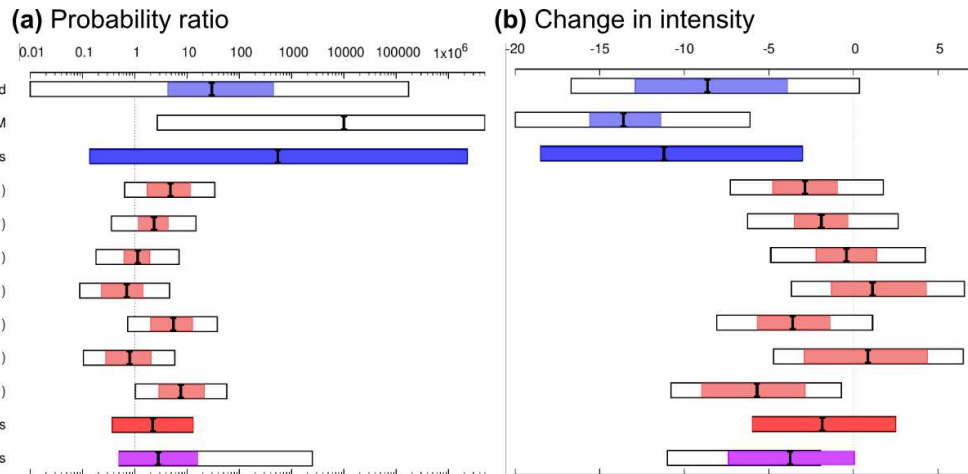 (a) Probability ratio
(b) Change in intensity
0.01 0.1 1 10 100 1000 10000 100000 1x10⁶
-20 -15 -10 -5 0 5
d
M
s
)
)
)
)
)
)
)
s
s